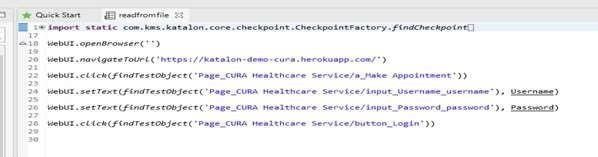 Quick Start readfromfile
1 import static com.kms.katalon.core.checkpoint.CheckpointFactory.findCheckpoint
17
18 WebUI.openBrowser('')
19
20 WebUI.navigateToUrl('https://katalon-demo-cura.herokuapp.com/')
21
22 WebUI.click(findTestObject('Page_CURA Healthcare Service/a_Make Appointment'))
23
24 WebUI.setText(findTestObject('Page_CURA Healthcare Service/input_Username_username'), Username)
25
26 WebUI.setText(findTestObject('Page_CURA Healthcare Service/input_Password_password'), Password)
27
28 WebUI.click(findTestObject('Page_CURA Healthcare Service/button_Login'))
29
30